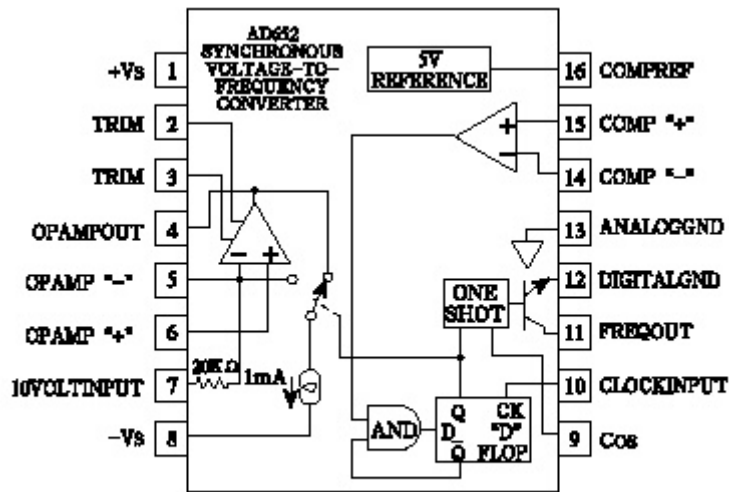 AD652
SYNCHRONOUS
VOLTAGE-TO-
FREQUENCY
CONVERTER
5V
REFERENCE
+Vs 1
TRIM 2
TRIM 3
OPAMPOUT 4
OPAMP "-" 5
OPAMP "+" 6
10VOLTINPUT 7
-Vs 8
16 COMPREF
15 COMP "+"
14 COMP "-"
13 ANALOGGND
12 DIGITALGND
11 FREQOUT
10 CLOCKINPUT
9 Cos
+
-
- +
ONE
SHOT
20KΩ
1mA
AND
Q CK
D "D"
Q FLOP